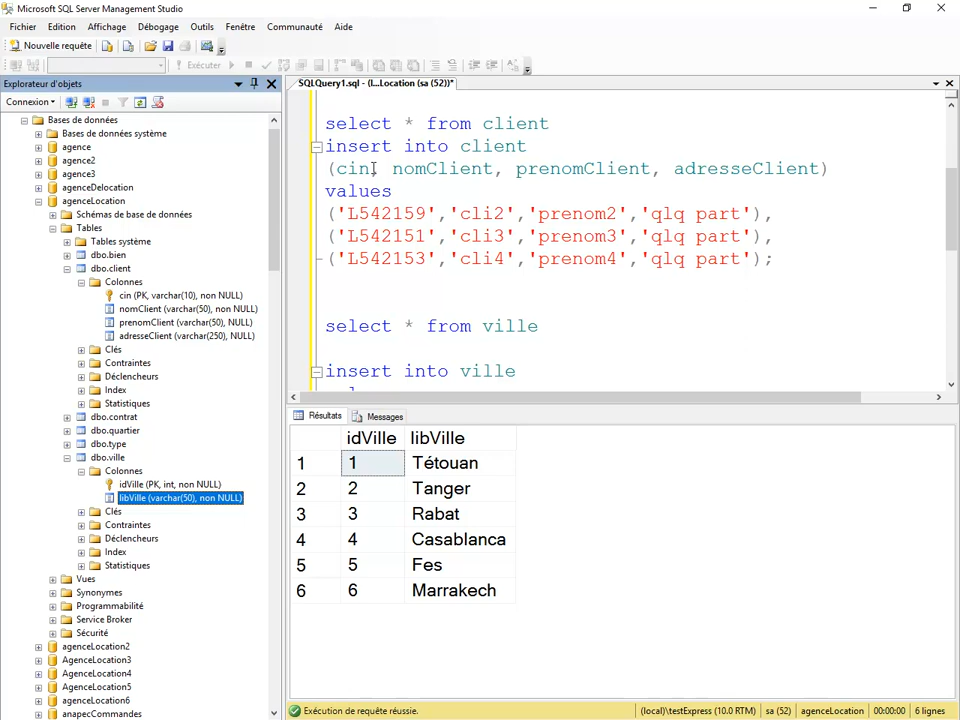 Microsoft SQL Server Management Studio
Fichier Edition Affichage Débogage Outils Fenêtre Communauté Aide
Nouvelle requête
Exécuter
Explorateur d'objets
Connexion
Bases de données
Bases de données système
agence
agence2
agence3
agenceDelocation
agenceLocation
Schémas de base de données
Tables
Tables système
dbo.bien
dbo.client
Colonnes
cin (PK, varchar(10), non NULL)
nomClient (varchar(50), non NULL)
prenomClient (varchar(50), NULL)
adresseClient (varchar(250), NULL)
Clés
Contraintes
Déclencheurs
Index
Statistiques
dbo.contrat
dbo.quartier
dbo.type
dbo.ville
Colonnes
idVille (PK, int, non NULL)
libVille (varchar(50), non NULL)
Clés
Contraintes
Déclencheurs
Index
Statistiques
Vues
Synonymes
Programmabilité
Service Broker
Sécurité
agenceLocation2
AgenceLocation3
AgenceLocation4
AgenceLocation5
agenceLocation6
anapecCommandes
SQLQuery1.sql - (l...Location (sa (52))*
select * from client
insert into client
(cin, nomClient, prenomClient, adresseClient)
values
('L542159','cli2','prenom2','qlq part'),
('L542151','cli3','prenom3','qlq part'),
('L542153','cli4','prenom4','qlq part');
select * from ville
insert into ville
Résultats Messages
idVille libVille
1 1 Tétouan
2 2 Tanger
3 3 Rabat
4 4 Casablanca
5 5 Fes
6 6 Marrakech
Exécution de requête réussie. (local)\testExpress (10.0 RTM) sa (52) agenceLocation 00:00:00 6 lignes